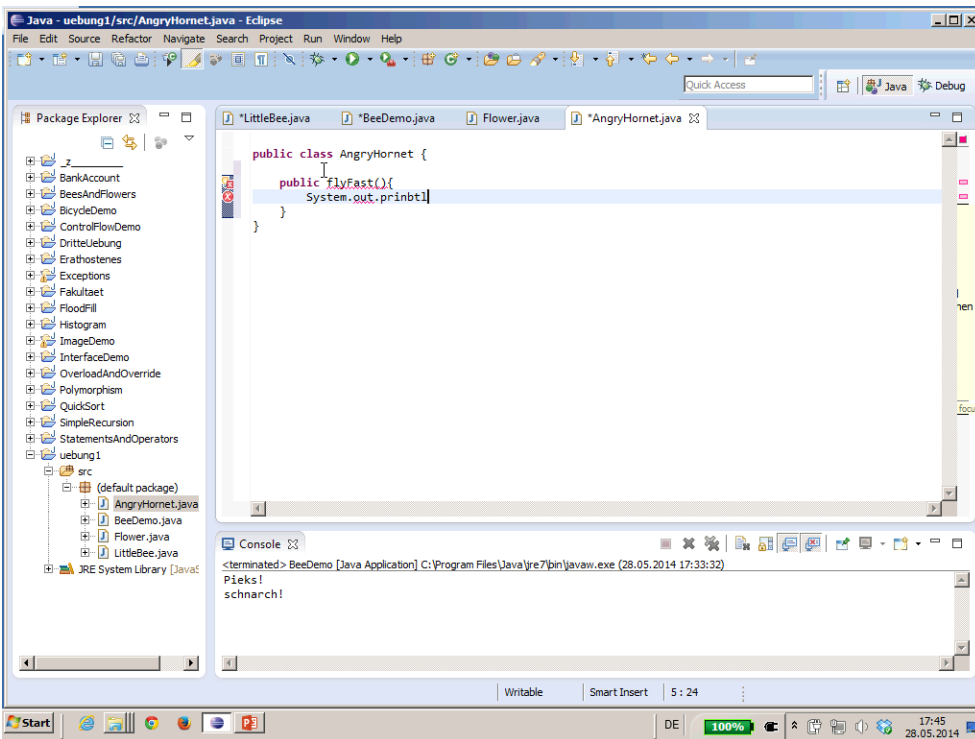 Java - uebung1/src/AngryHornet.java - Eclipse
File Edit Source Refactor Navigate Search Project Run Window Help
Quick Access
Java
Debug
Package Explorer
_z_________
BankAccount
BeesAndFlowers
BicycleDemo
ControlFlowDemo
DritteUebung
Erathostenes
Exceptions
Fakultaet
FloodFill
Histogram
ImageDemo
InterfaceDemo
OverloadAndOverride
Polymorphism
QuickSort
SimpleRecursion
StatementsAndOperators
uebung1
src
(default package)
AngryHornet.java
BeeDemo.java
Flower.java
LittleBee.java
JRE System Library [JavaS
*LittleBee.java *BeeDemo.java Flower.java *AngryHornet.java
public class AngryHornet {
public flyFast(){
System.out.prinbtl
}
}
hen
focu
Console
<terminated> BeeDemo [Java Application] C:\Program Files\Java\jre7\bin\javaw.exe (28.05.2014 17:33:32)
Pieks!
schnarch!
Writable Smart Insert 5 : 24
Start
DE 100% 17:45
28.05.2014